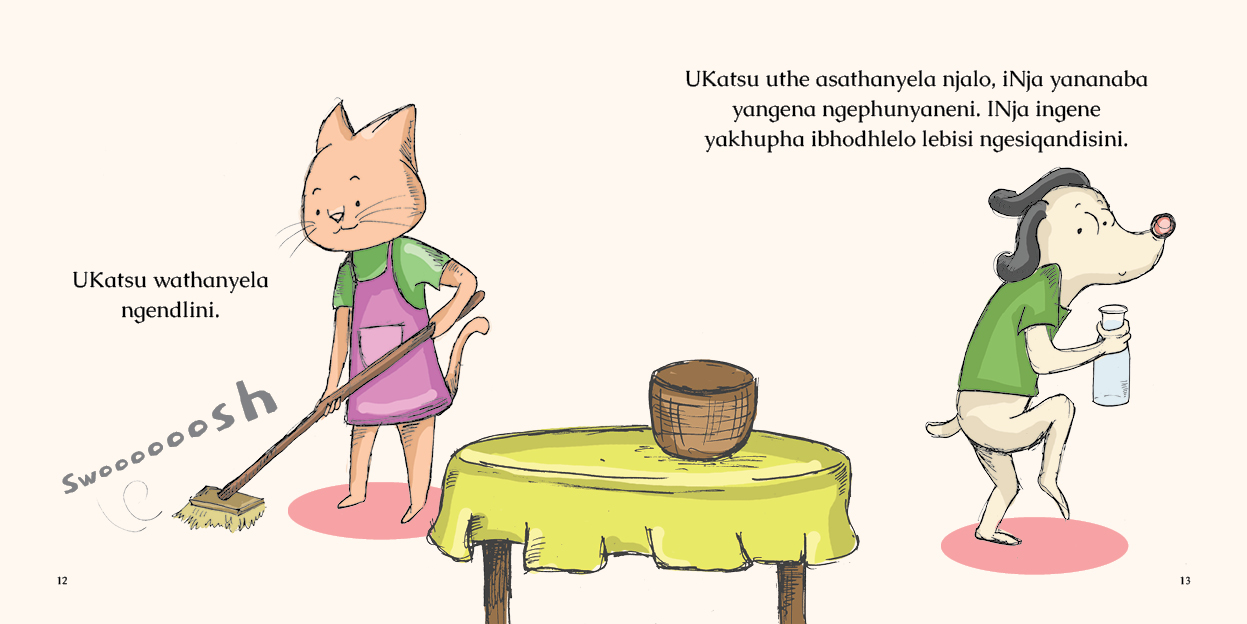 UKatsu wathanyela
ngendlini.
Swoooooosh
12
UKatsu uthe asathanyela njalo, iNja yananaba
yangena ngephunyaneni. INja ingene
yakhupha ibhodhlelo lebisi ngesiqandisini.
13